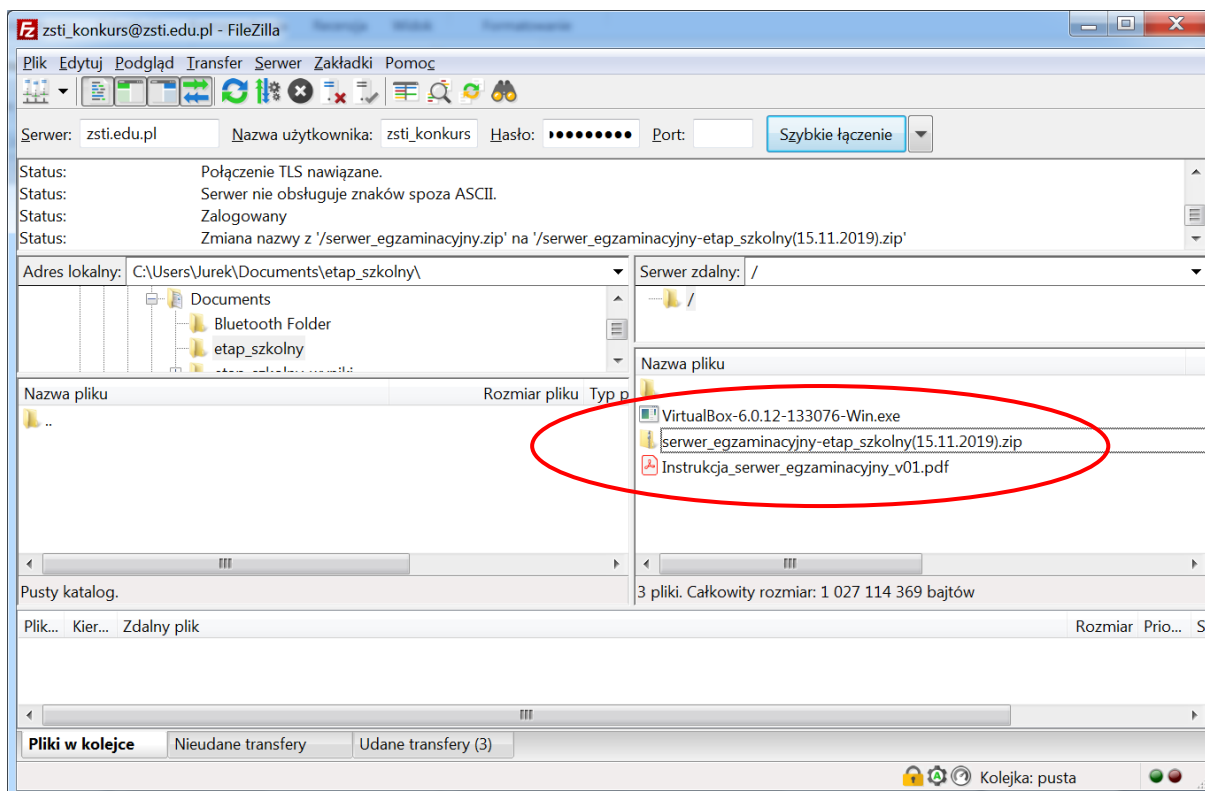 zsti_konkurs@zsti.edu.pl - FileZilla
Plik Edytuj Podgląd Transfer Serwer Zakładki Pomoc
Serwer: zsti.edu.pl Nazwa użytkownika: zsti_konkurs Hasło: ●●●●●●●●● Port: Szybkie łączenie
Status: Połączenie TLS nawiązane.
Status: Serwer nie obsługuje znaków spoza ASCII.
Status: Zalogowany
Status: Zmiana nazwy z '/serwer_egzaminacyjny.zip' na '/serwer_egzaminacyjny-etap_szkolny(15.11.2019).zip'
Adres lokalny: C:\Users\Jurek\Documents\etap_szkolny\
Documents
Bluetooth Folder
etap_szkolny
Nazwa pliku Rozmiar pliku Typ p
..
Pusty katalog.
Serwer zdalny: /
/
Nazwa pliku
VirtualBox-6.0.12-133076-Win.exe
serwer_egzaminacyjny-etap_szkolny(15.11.2019).zip
Instrukcja_serwer_egzaminacyjny_v01.pdf
3 pliki. Całkowity rozmiar: 1 027 114 369 bajtów
Plik... Kier... Zdalny plik Rozmiar Prio... S
Pliki w kolejce Nieudane transfery Udane transfery (3)
Kolejka: pusta